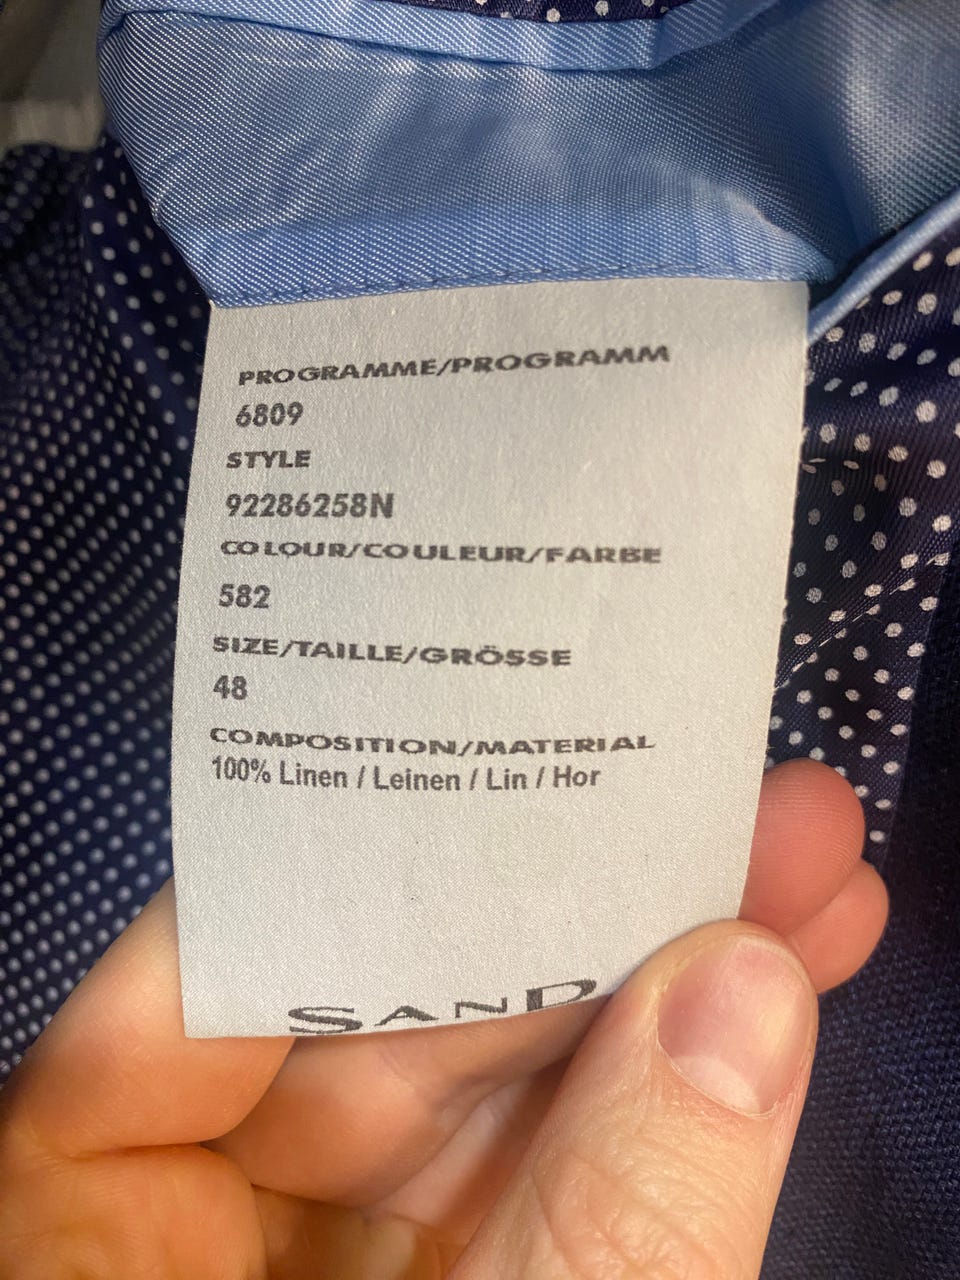 PROGRAMME/PROGRAMM
6809
STYLE
92286258N
COLOUR/COULEUR/FARBE
582
SIZE/TAILLE/GRÖSSE
48
COMPOSITION/MATERIAL
100% Linen / Leinen / Lin / Hor
SAND